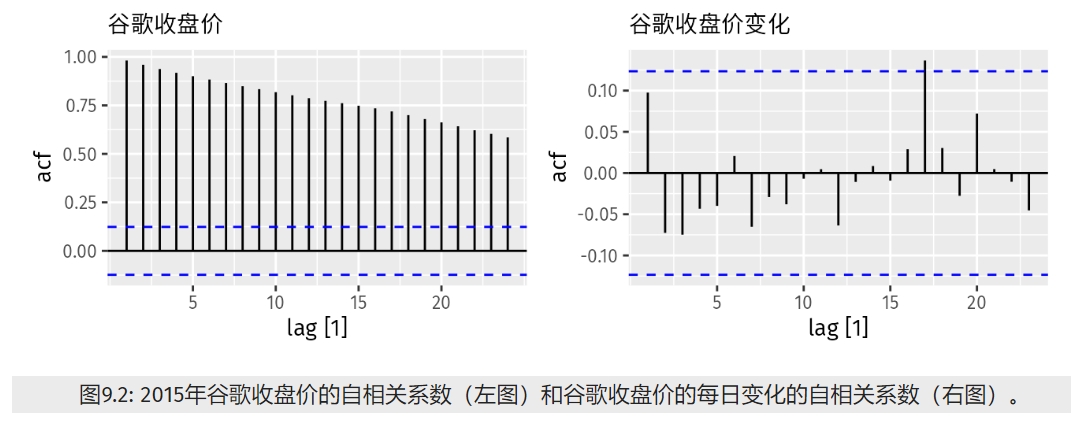 谷歌收盘价
谷歌收盘价变化
acf
1.00
0.75
0.50
0.25
0.00
5
10
15
20
lag [1]
acf
0.10
0.05
0.00
-0.05
-0.10
5
10
15
20
lag [1]
图9.2: 2015年谷歌收盘价的自相关系数（左图）和谷歌收盘价的每日变化的自相关系数（右图）。